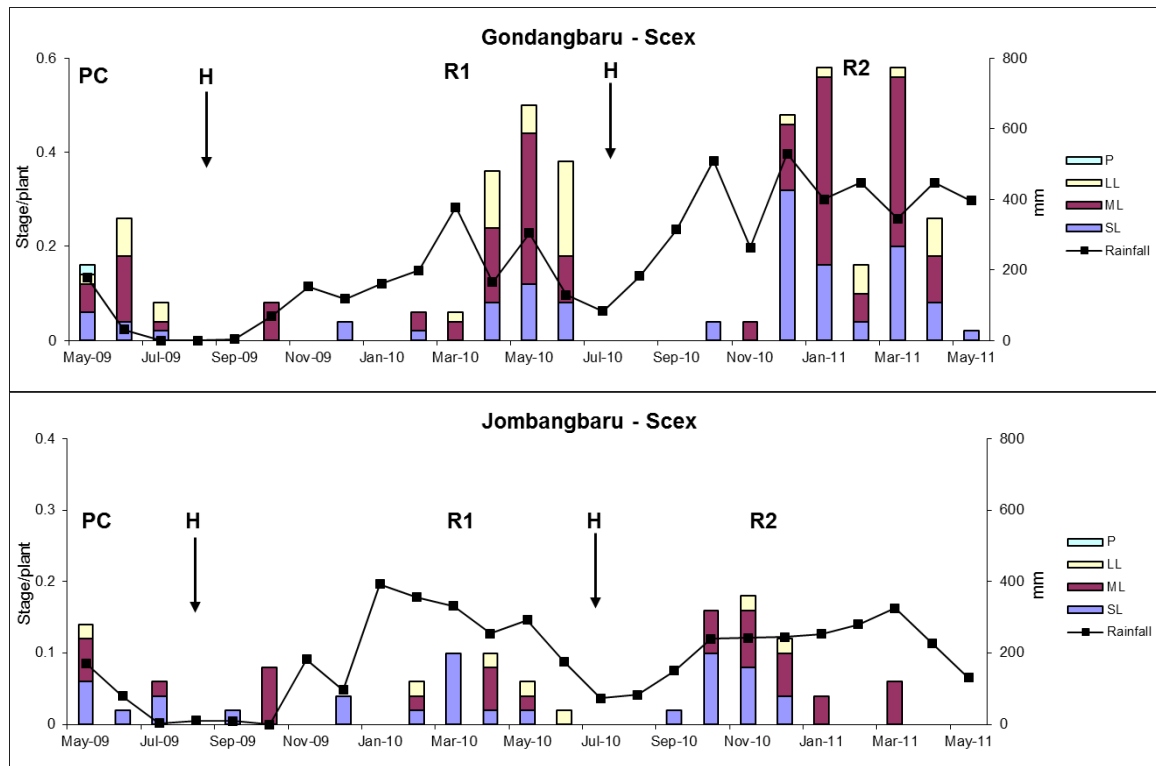 Gondangbaru - Scex
0.6
800
PC
H
R1
H
R2
600
0.4
Stage/plant
400
mm
0.2
200
0
0
May-09 Jul-09 Sep-09 Nov-09 Jan-10 Mar-10 May-10 Jul-10 Sep-10 Nov-10 Jan-11 Mar-11 May-11
P
LL
ML
SL
Rainfall
Jombangbaru - Scex
0.4
800
0.3
600
PC
H
R1
H
R2
Stage/plant
0.2
400
mm
0.1
200
0
0
May-09 Jul-09 Sep-09 Nov-09 Jan-10 Mar-10 May-10 Jul-10 Sep-10 Nov-10 Jan-11 Mar-11 May-11
P
LL
ML
SL
Rainfall